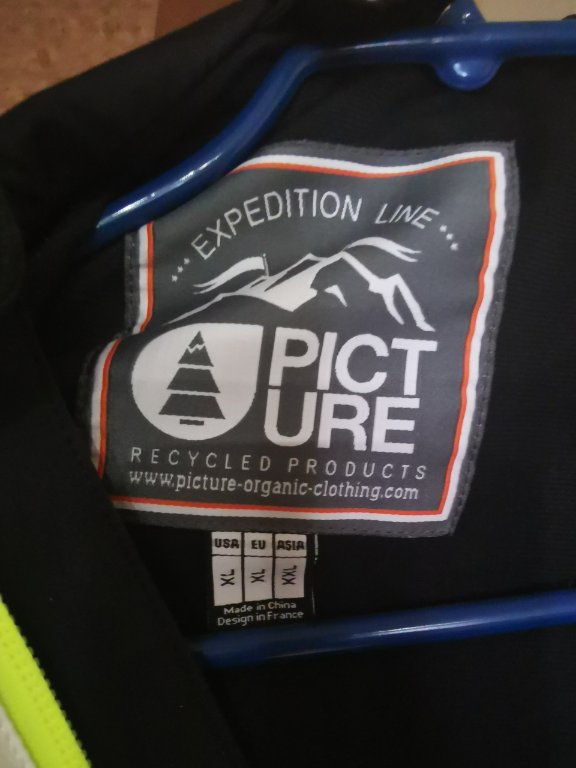 EXPEDITION LINE
PICT
URE
RECYCLED PRODUCTS
www.picture-organic-clothing.com
USA EU ASIA
XL XL XXL
Made in China
Design in France